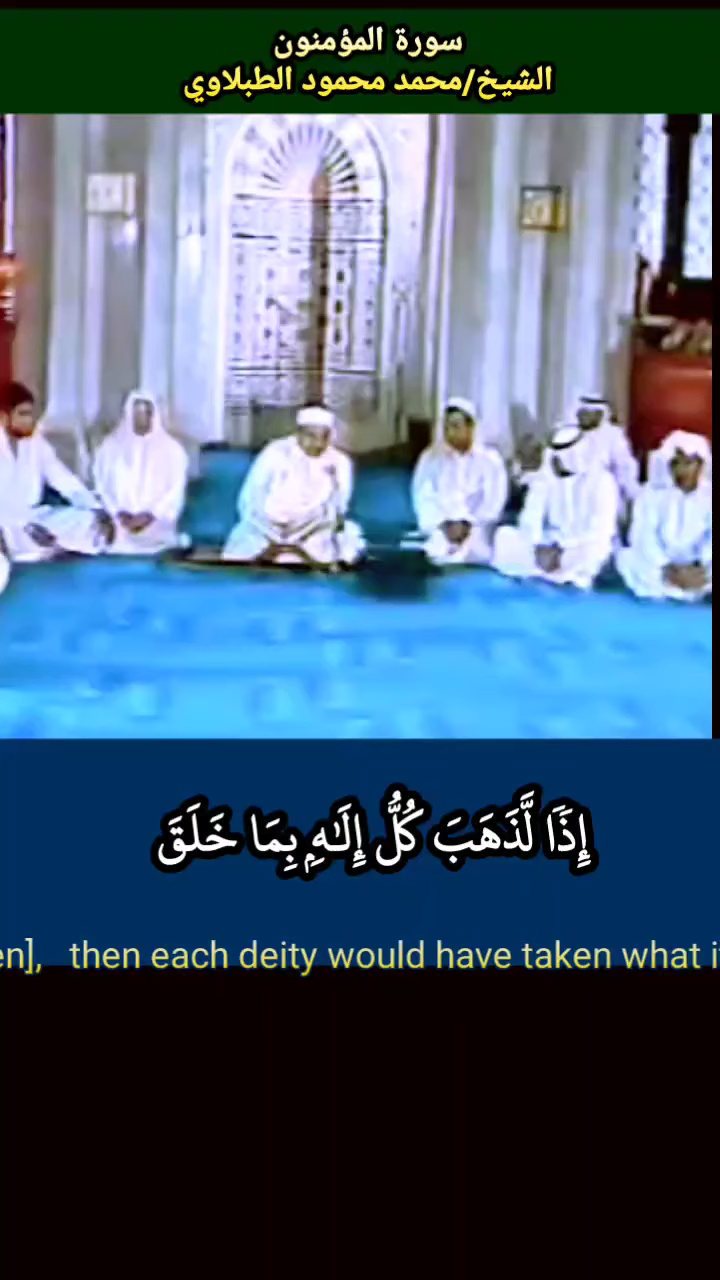 سورة المؤمنون
الشيخ/محمد محمود الطبلاوي
إِذًا لَّذَهَبَ كُلُّ إِلَـٰهٍ بِمَا خَلَقَ
en], then each deity would have taken what i